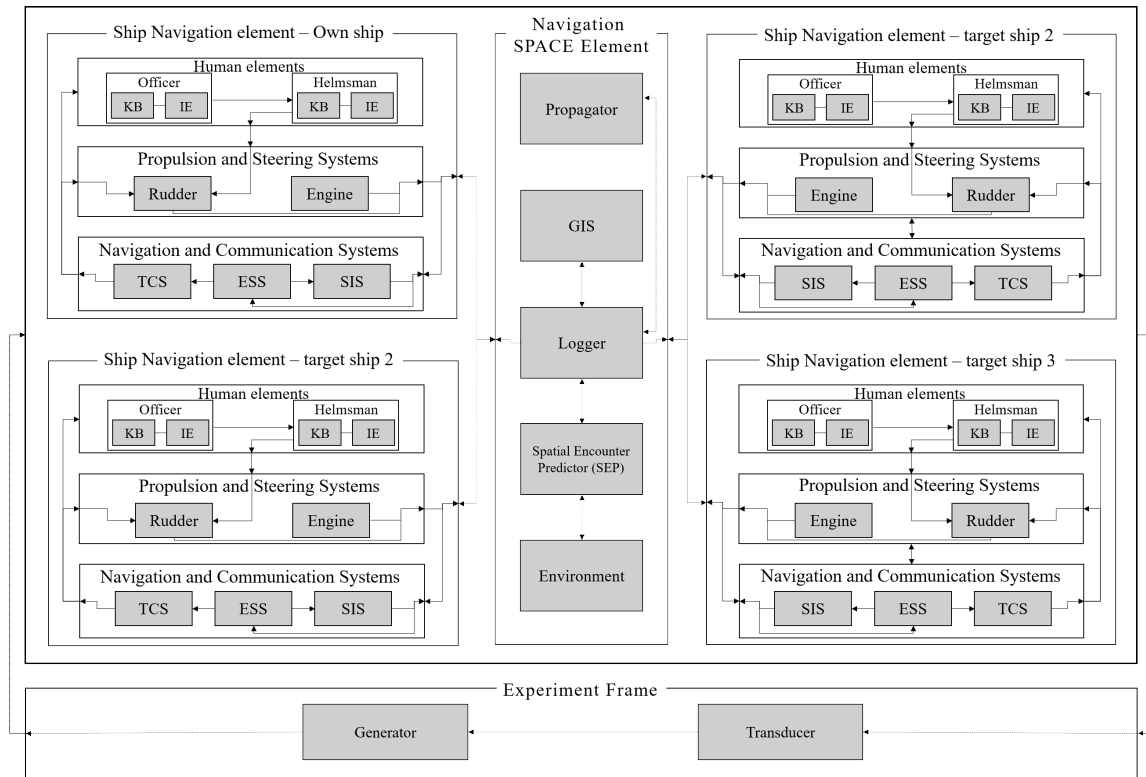 Ship Navigation element – Own ship
Human elements
Officer
Helmsman
KB
IE
KB
IE
Propulsion and Steering Systems
Rudder
Engine
Navigation and Communication Systems
TCS
ESS
SIS
Ship Navigation element – target ship 2
Human elements
Officer
Helmsman
KB
IE
KB
IE
Propulsion and Steering Systems
Rudder
Engine
Navigation and Communication Systems
TCS
ESS
SIS
Navigation
SPACE Element
Propagator
GIS
Logger
Spatial Encounter
Predictor (SEP)
Environment
Ship Navigation element – target ship 2
Human elements
Officer
Helmsman
KB
IE
KB
IE
Propulsion and Steering Systems
Engine
Rudder
Navigation and Communication Systems
SIS
ESS
TCS
Ship Navigation element – target ship 3
Human elements
Officer
Helmsman
KB
IE
KB
IE
Propulsion and Steering Systems
Engine
Rudder
Navigation and Communication Systems
SIS
ESS
TCS
Experiment Frame
Generator
Transducer